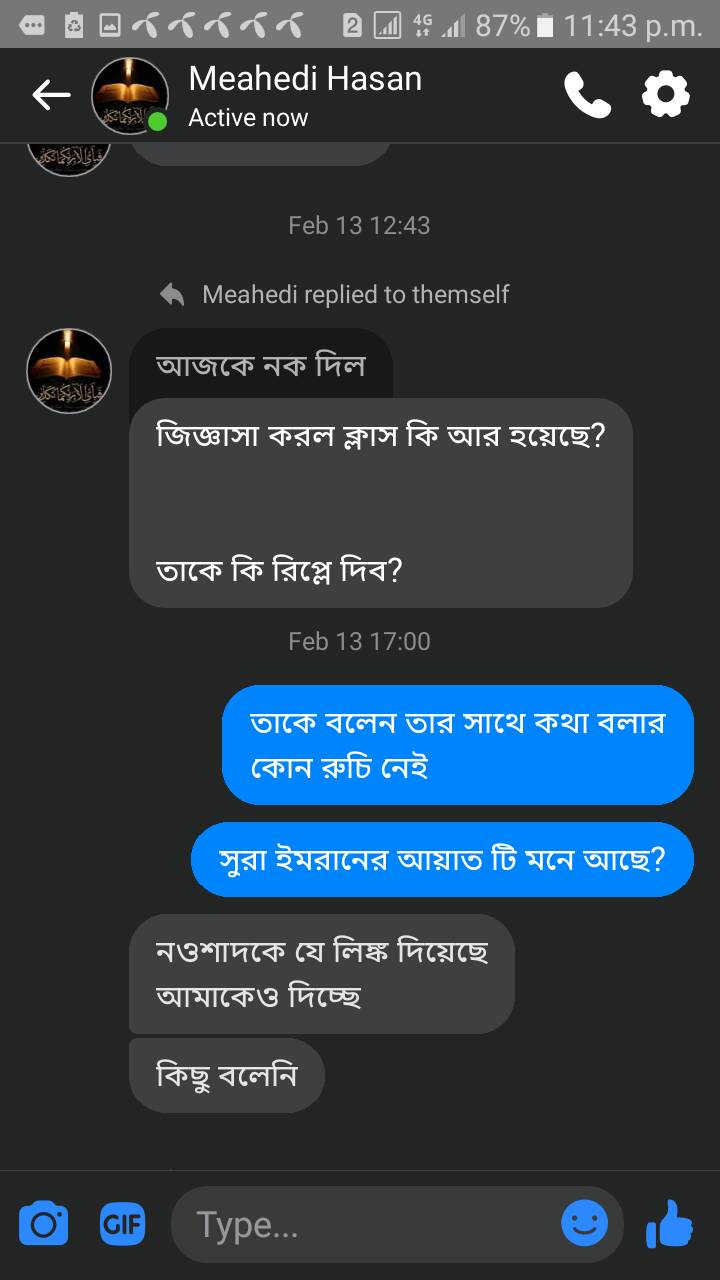 2 4G 87% 11:43 p.m.
Meahedi Hasan
Active now
Feb 13 12:43
Meahedi replied to themself
আজকে নক দিল
জিজ্ঞাসা করল ক্লাস কি আর হয়েছে?
তাকে কি রিপ্লে দিব?
Feb 13 17:00
তাকে বলেন তার সাথে কথা বলার
কোন রুচি নেই
সুরা ইমরানের আয়াত টি মনে আছে?
নওশাদকে যে লিঙ্ক দিয়েছে
আমাকেও দিচ্ছে
কিছু বলেনি
GIF
Type...